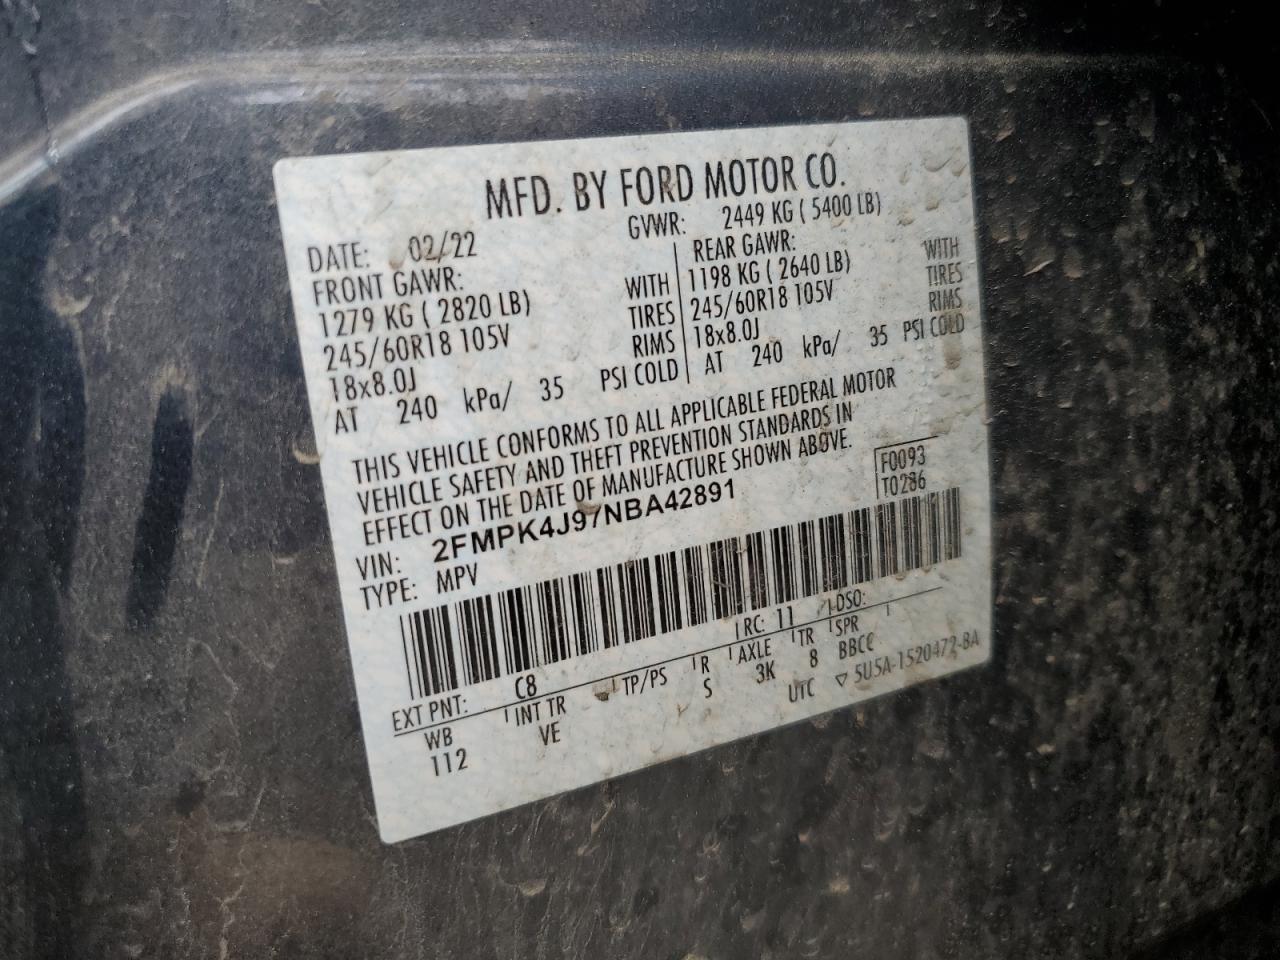 MFD. BY FORD MOTOR CO.
DATE: 02/22 GVWR: 2449 KG ( 5400 LB)
FRONT GAWR: REAR GAWR:
1279 KG ( 2820 LB) WITH 1198 KG ( 2640 LB) WITH
245/60R18 105V TIRES 245/60R18 105V TIRES
18x8.0J RIMS 18x8.0J RIMS
AT 240 kPa/ 35 PSI COLD AT 240 kPa/ 35 PSI COLD
THIS VEHICLE CONFORMS TO ALL APPLICABLE FEDERAL MOTOR
VEHICLE SAFETY AND THEFT PREVENTION STANDARDS IN
EFFECT ON THE DATE OF MANUFACTURE SHOWN ABOVE.
F0093
T0286
VIN: 2FMPK4J97NBA42891
TYPE: MPV
EXT PNT: C8 RC: 11 DSO:
WB INT TR TP/PS R AXLE TR SPR
112 VE S 3K 8 BBCC
UTC ▽ 5U5A-1520472-BA